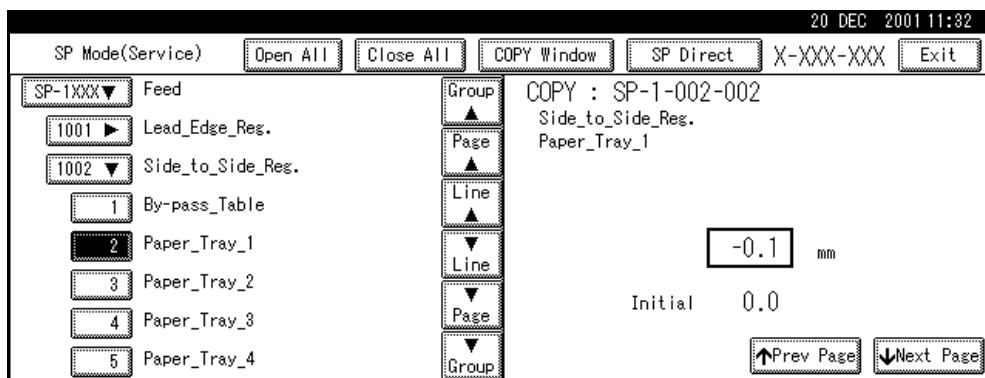 20 DEC 2001 11:32
SP Mode(Service) Open All Close All COPY Window SP Direct X-XXX-XXX Exit
SP-1XXX▼ Feed
1001 ▶ Lead_Edge_Reg.
1002 ▼ Side_to_Side_Reg.
1 By-pass_Table
2 Paper_Tray_1
3 Paper_Tray_2
4 Paper_Tray_3
5 Paper_Tray_4
Group
▲
Page
▲
Line
▲
▼
Line
▼
Page
▼
Group
COPY : SP-1-002-002
Side_to_Side_Reg.
Paper_Tray_1
-0.1 mm
Initial 0.0
↑Prev Page ↓Next Page